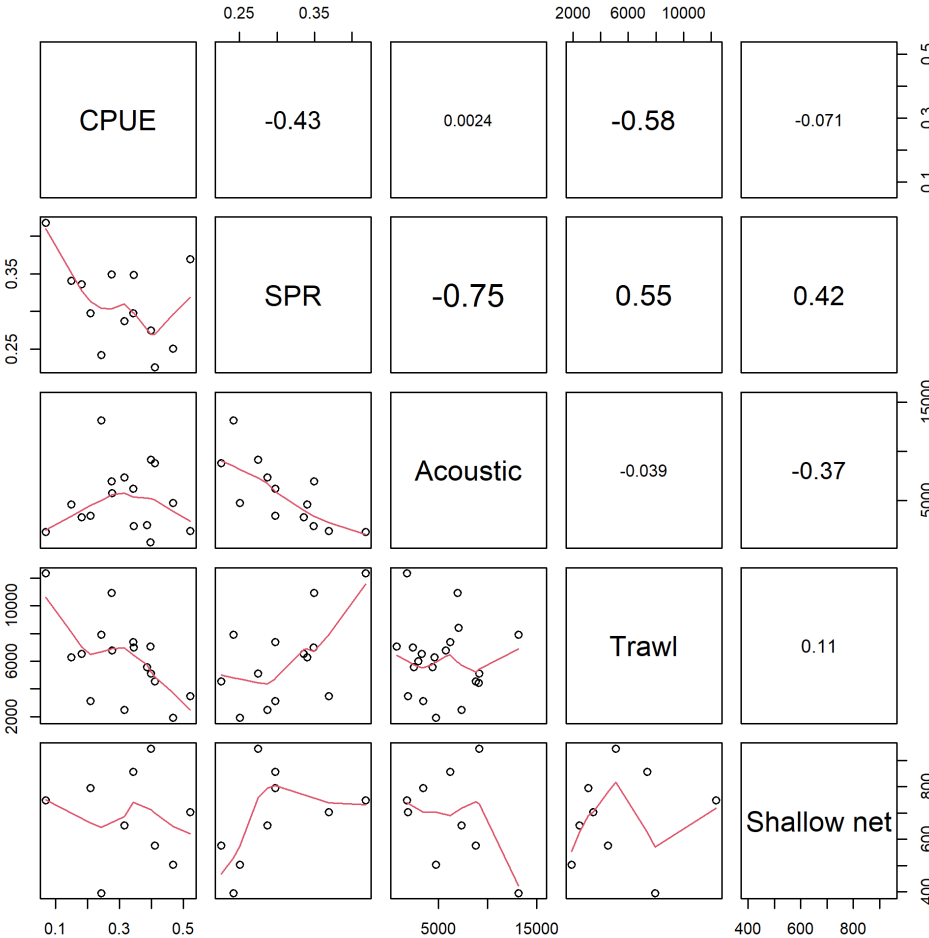 0.25 0.35 2000 6000 10000
CPUE -0.43 0.0024 -0.58 -0.071 0.1 0.3 0.5
0.25 0.35 SPR -0.75 0.55 0.42
Acoustic -0.039 -0.37 5000 15000
2000 6000 10000 Trawl 0.11
Shallow net 400 600 800
0.1 0.3 0.5 5000 15000 400 600 800